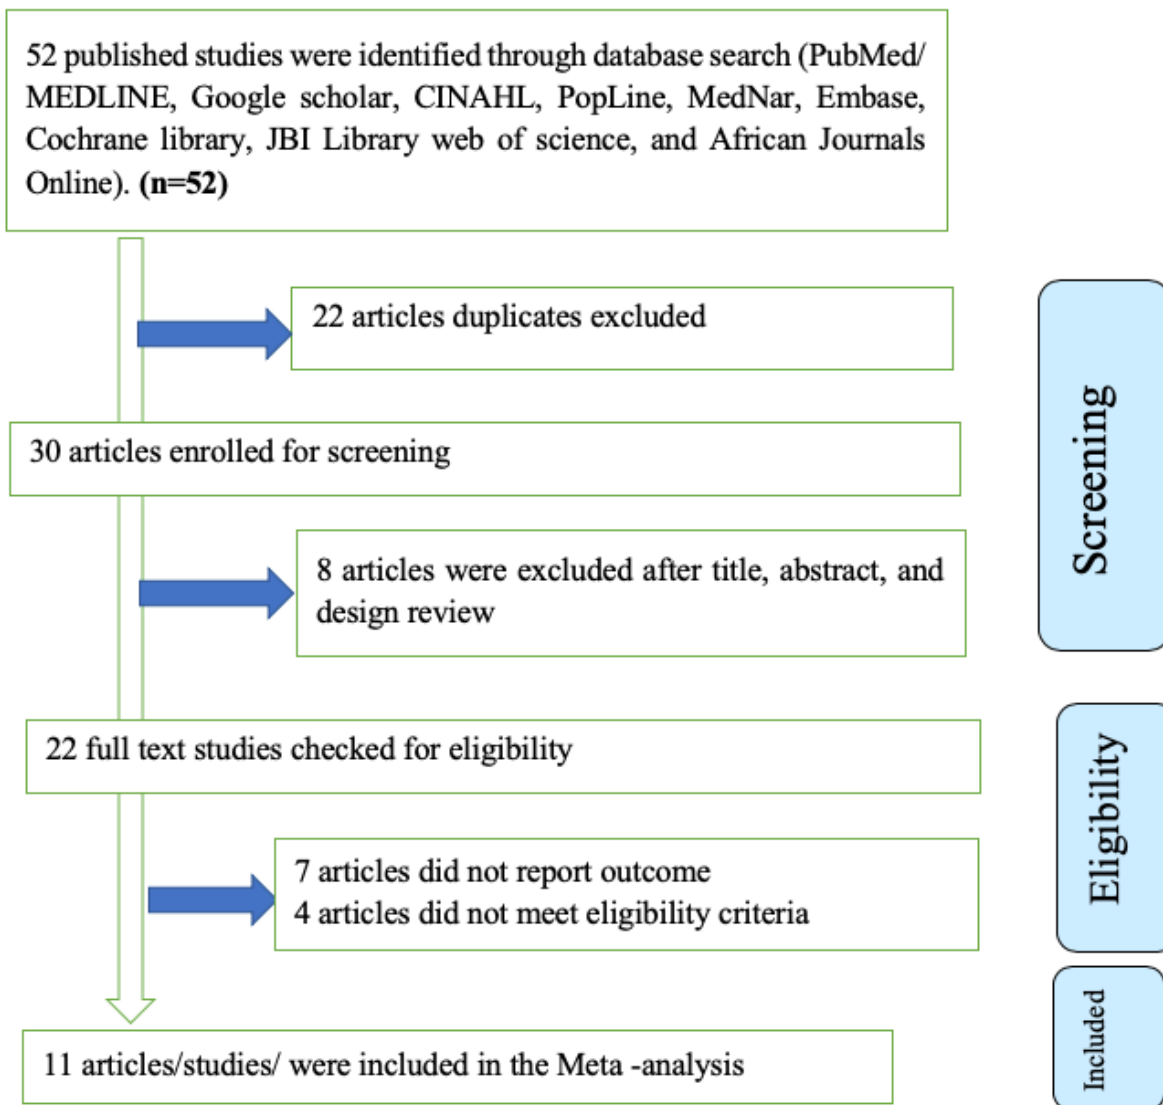 52 published studies were identified through database search (PubMed/
MEDLINE, Google scholar, CINAHL, PopLine, MedNar, Embase,
Cochrane library, JBI Library web of science, and African Journals
Online). (n=52)
22 articles duplicates excluded
30 articles enrolled for screening
8 articles were excluded after title, abstract, and
design review
Screening
22 full text studies checked for eligibility
7 articles did not report outcome
4 articles did not meet eligibility criteria
Eligibility
11 articles/studies/ were included in the Meta -analysis
Included